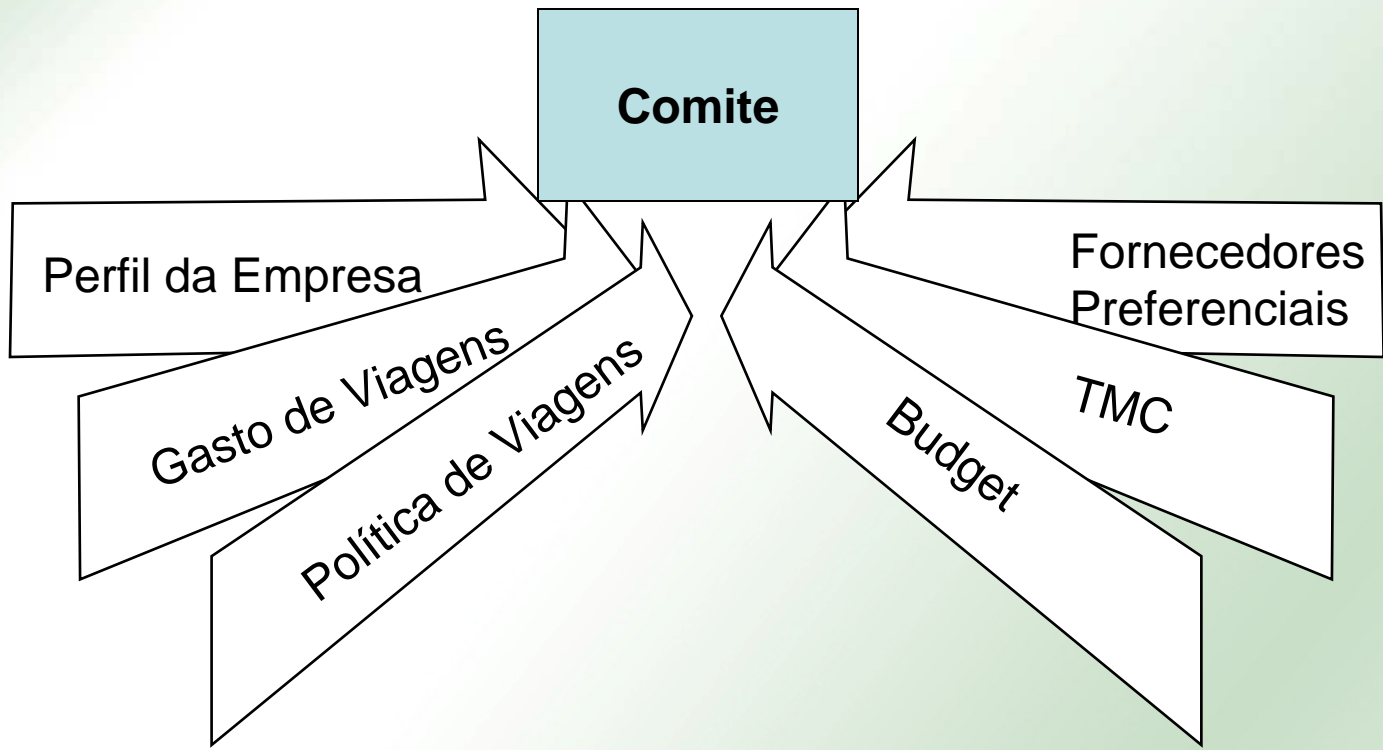 Comite
Perfil da Empresa
Gasto de Viagens
Política de Viagens
Fornecedores
Preferenciais
TMC
Budget